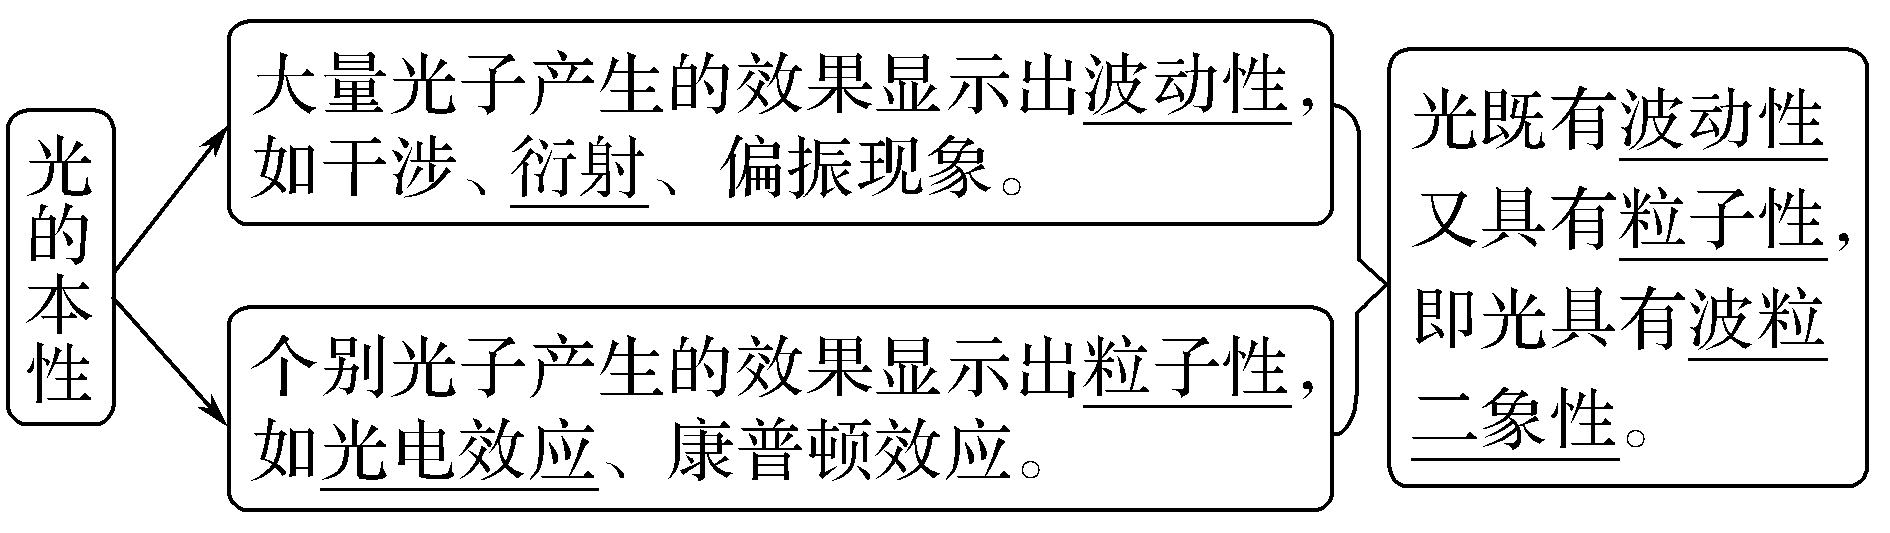 光的本性
大量光子产生的效果显示出波动性,
如干涉、衍射、偏振现象。
个别光子产生的效果显示出粒子性,
如光电效应、康普顿效应。
光既有波动性
又具有粒子性,
即光具有波粒
二象性。